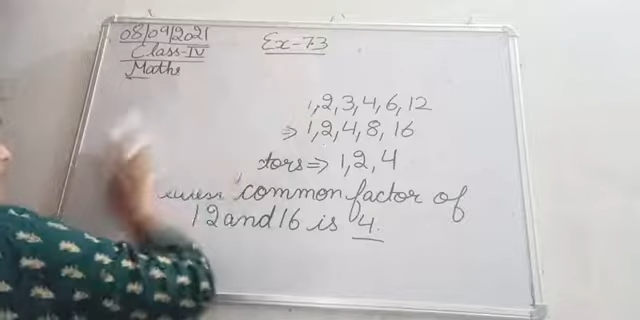 08/09/2021
Class-IV
Maths
Ex-7.3
1,2,3,4,6,12
⇒1,2,4,8,16
tors⇒1,2,4
common factor of
12 and 16 is 4.